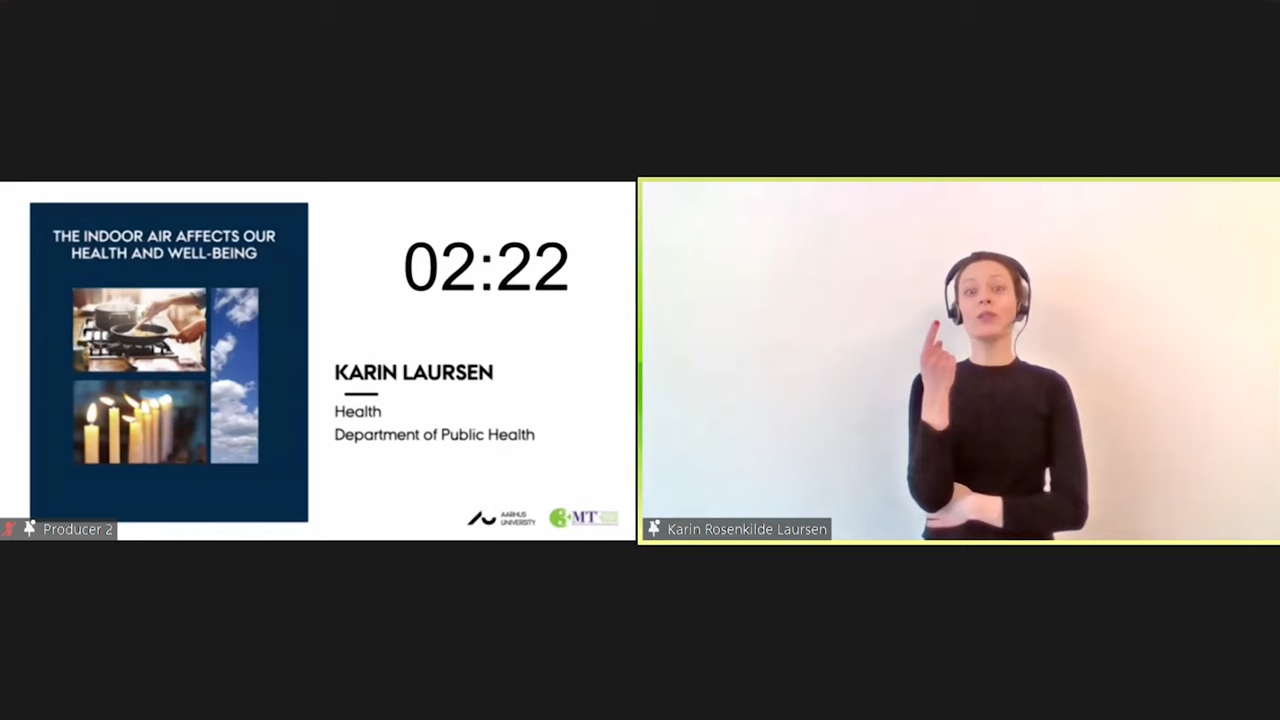 THE INDOOR AIR AFFECTS OUR
HEALTH AND WELL-BEING
02:22
KARIN LAURSEN
Health
Department of Public Health
AARHUS
UNIVERSITY
MT
Producer 2
Karin Rosenkilde Laursen